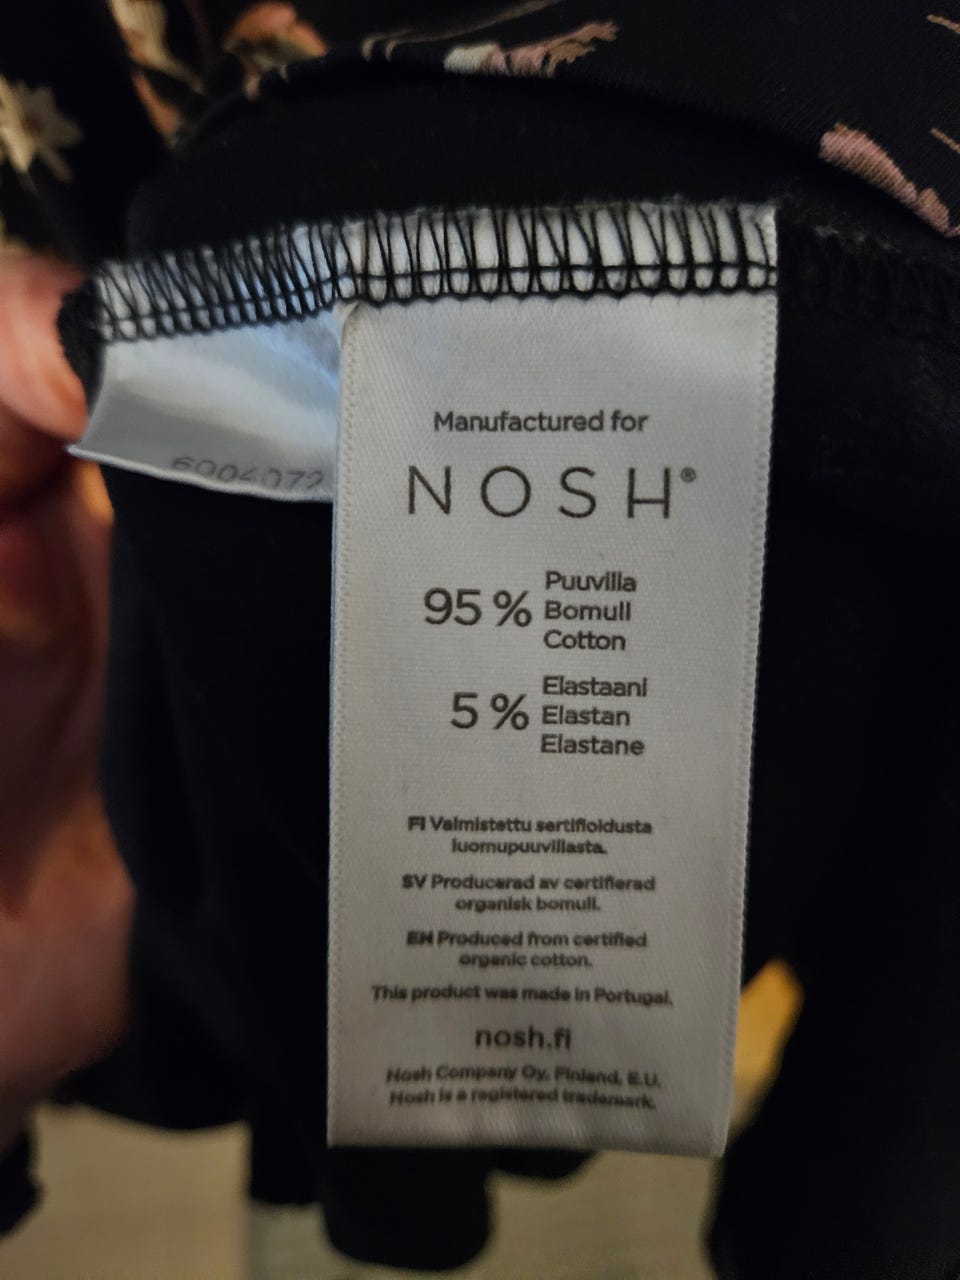 Manufactured for
NOSH®
95 % Puuvilla
Bomull
Cotton
5 % Elastaani
Elastan
Elastane
FI Valmistettu sertifioidusta
luomupuuvillasta.
SV Producerad av certifierad
organisk bomull.
EN Produced from certified
organic cotton.
This product was made in Portugal.
nosh.fi
Nosh Company Oy, Finland, E.U.
Nosh is a registered trademark.